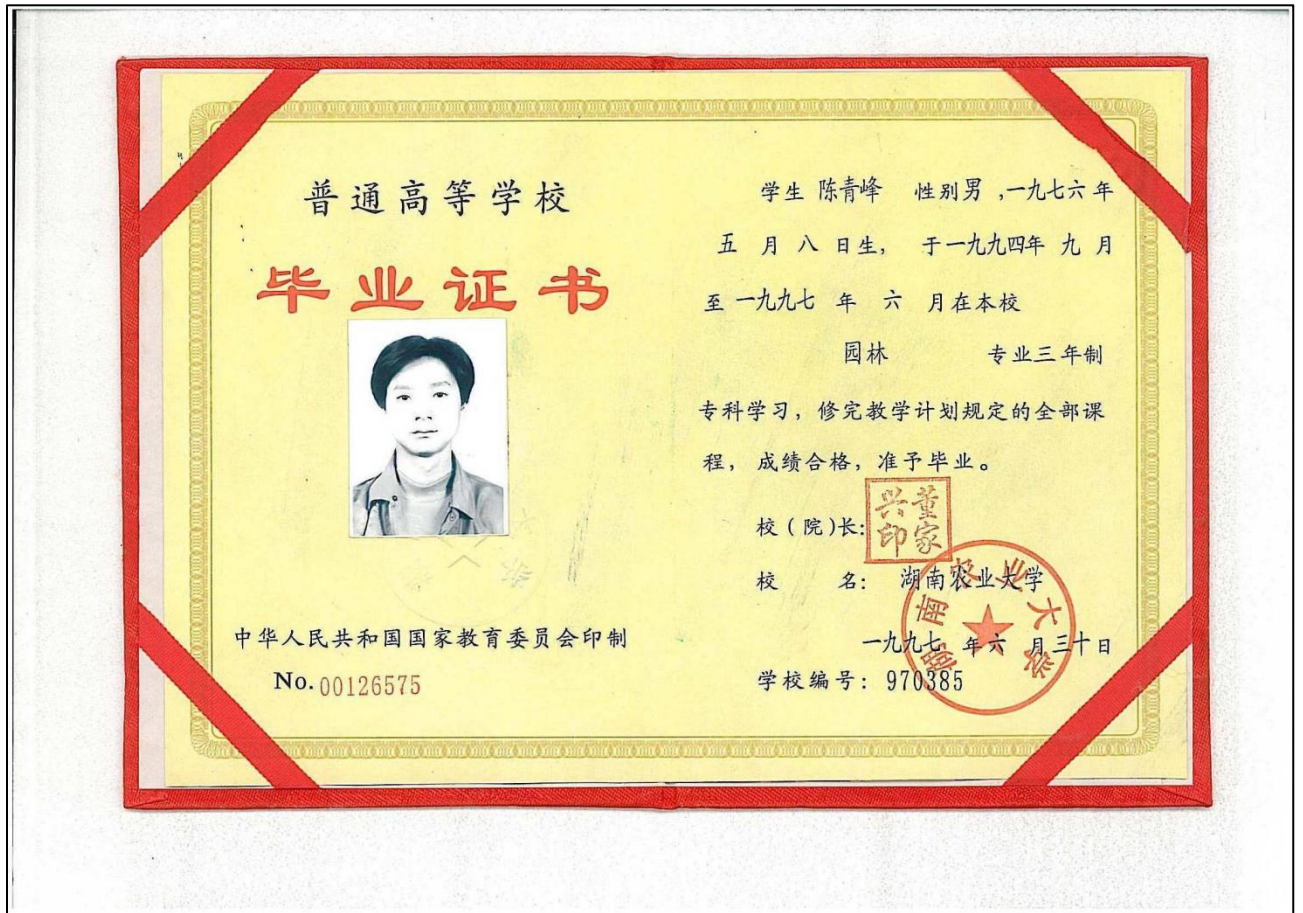 普通高等学校
毕业证书
中华人民共和国国家教育委员会印制
No. 00126575
学生 陈青峰 性别男 ,一九七六年
五 月 八 日生, 于一九九四年 九 月
至 一九九七 年 六 月在本校
园林 专业三年制
专科学习, 修完教学计划规定的全部课
程, 成绩合格, 准予毕业。
校(院)长:
董家兴印
校 名: 湖南农业大学
湖南农业大学
一九九七 年六 月三十日
学校编号: 970385